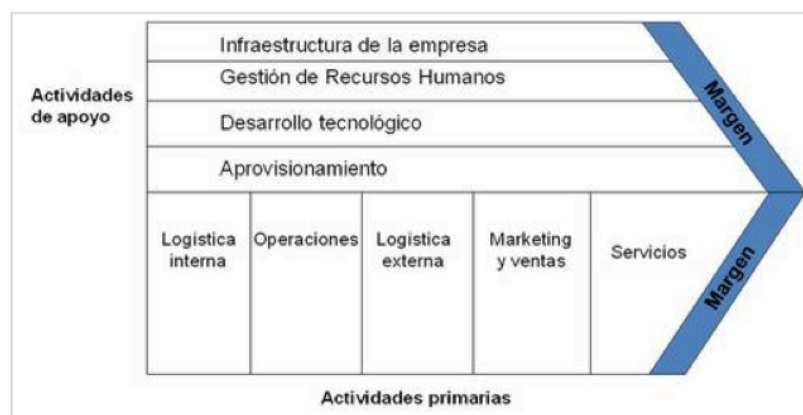 Infraestructura de la empresa
Gestión de Recursos Humanos
Actividades
de apoyo
Desarrollo tecnológico
Aprovisionamiento
Margen
Logística
interna
Operaciones
Logística
externa
Marketing
y ventas
Servicios
Margen
Actividades primarias